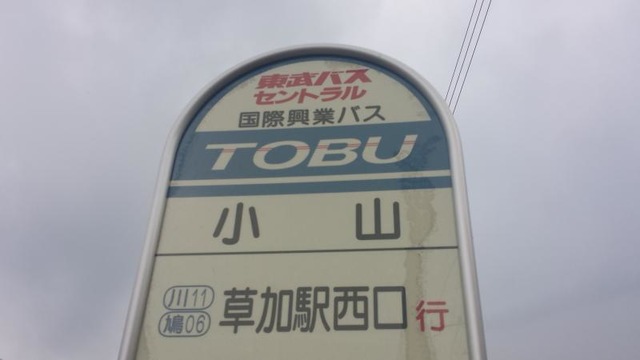 東武バス
セントラル
国際興業バス
TOBU
小山
川11
鳩06
草加駅西口行